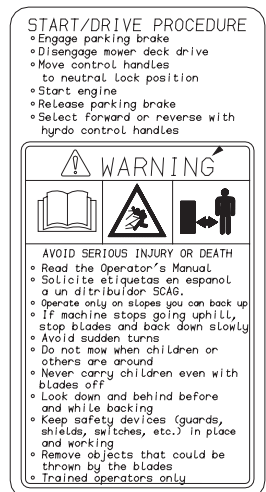 START/DRIVE PROCEDURE
° Engage parking brake
° Disengage mower deck drive
° Move control handles
to neutral lock position
° Start engine
° Release parking brake
° Select forward or reverse with
hyrdo control handles
WARNING
AVOID SERIOUS INJURY OR DEATH
° Read the Operator's Manual
° Solicite etiquetas en espanol
a un ditribuidor SCAG.
° Operate only on slopes you can back up
° If machine stops going uphill,
stop blades and back down slowly
° Avoid sudden turns
° Do not mow when children or
others are around
° Never carry children even with
blades off
° Look down and behind before
and while backing
° Keep safety devices (guards,
shields, switches, etc.) in place
and working
° Remove objects that could be
thrown by the blades
° Trained operators only